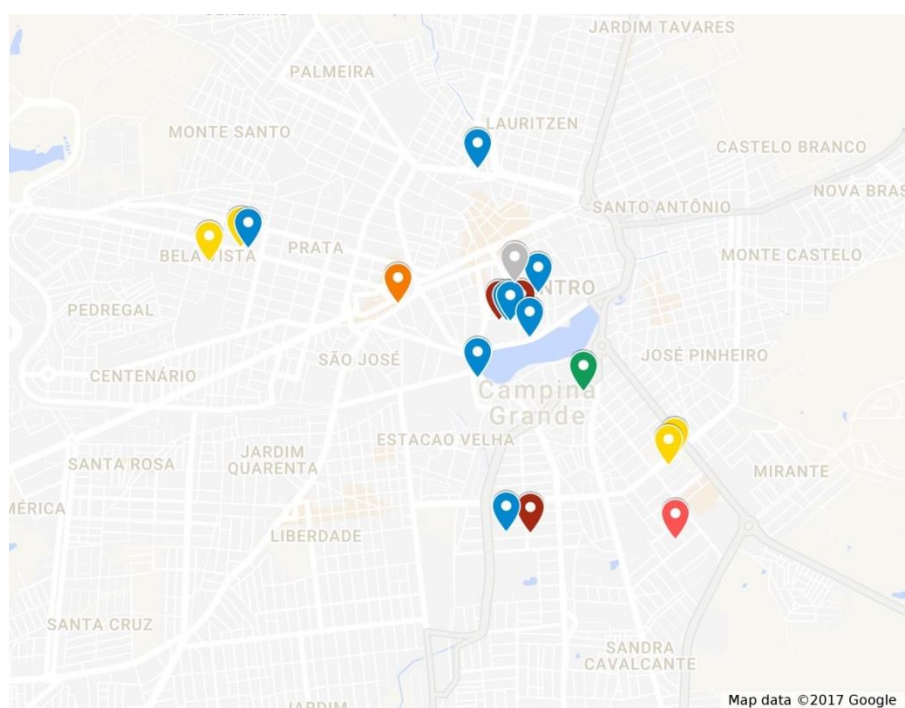 JARDIM TAVARES
PALMEIRA
LAURITZEN
MONTE SANTO
CASTELO BRANCO
NOVA BRAS
SANTO ANTÔNIO
BELA VISTA
PRATA
MONTE CASTELO
NTRO
PEDREGAL
SÃO JOSÉ
JOSÉ PINHEIRO
CENTENÁRIO
Campina
Grande
ESTACAO VELHA
JARDIM
QUARENTA
SANTA ROSA
MIRANTE
MÉRICA
LIBERDADE
SANTA CRUZ
SANDRA
CAVALCANTE
JARDIM
Map data ©2017 Google